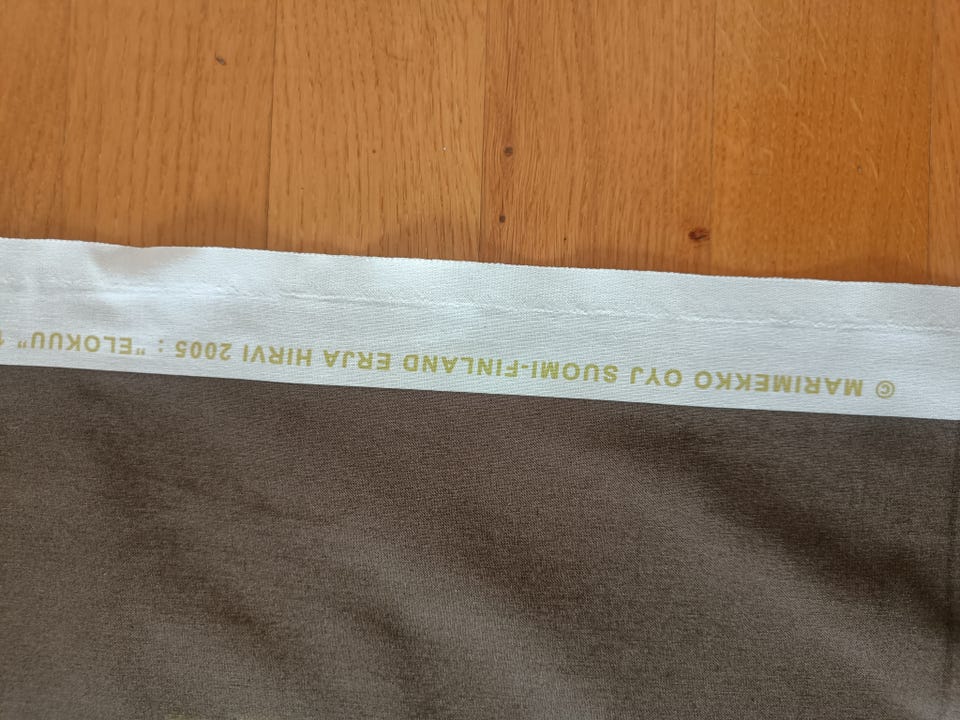 © MARIMEKKO OYJ SUOMI-FINLAND ERJA HIRVI 2005 : "ELOKUU"